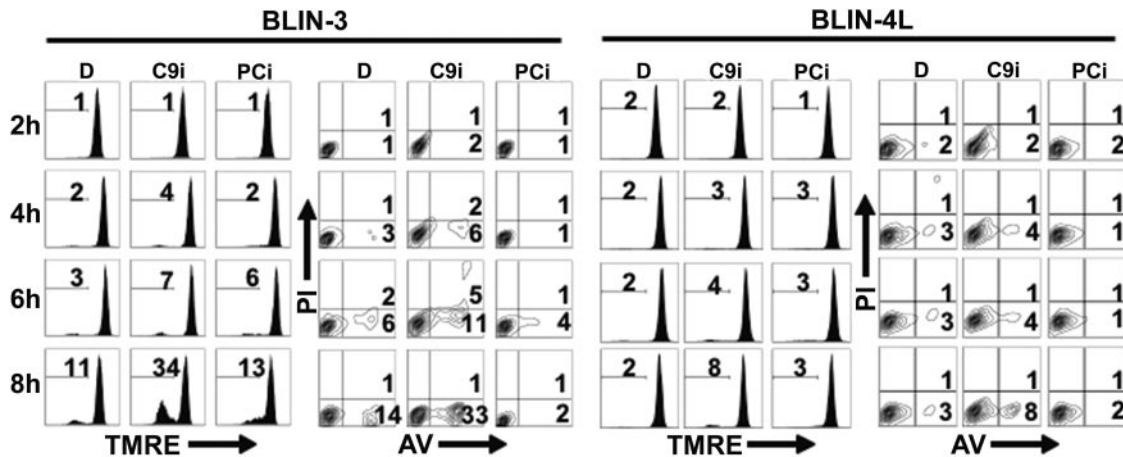 BLIN-3 BLIN-4L
D C9i PCi D C9i PCi D C9i PCi D C9i PCi
2h 1 1 1 1 1 1 2 2 1 1 1 1
1 2 1 2 2 2
4h 2 4 2 1 2 1 2 3 3 1 1 1
3 6 1 3 4 1
6h 3 7 6 2 5 1 2 4 3 1 1 1
6 11 4 3 4 1
8h 11 34 13 1 1 1 2 8 3 1 1 1
14 33 2 3 8 2
PI PI
TMRE AV TMRE AV